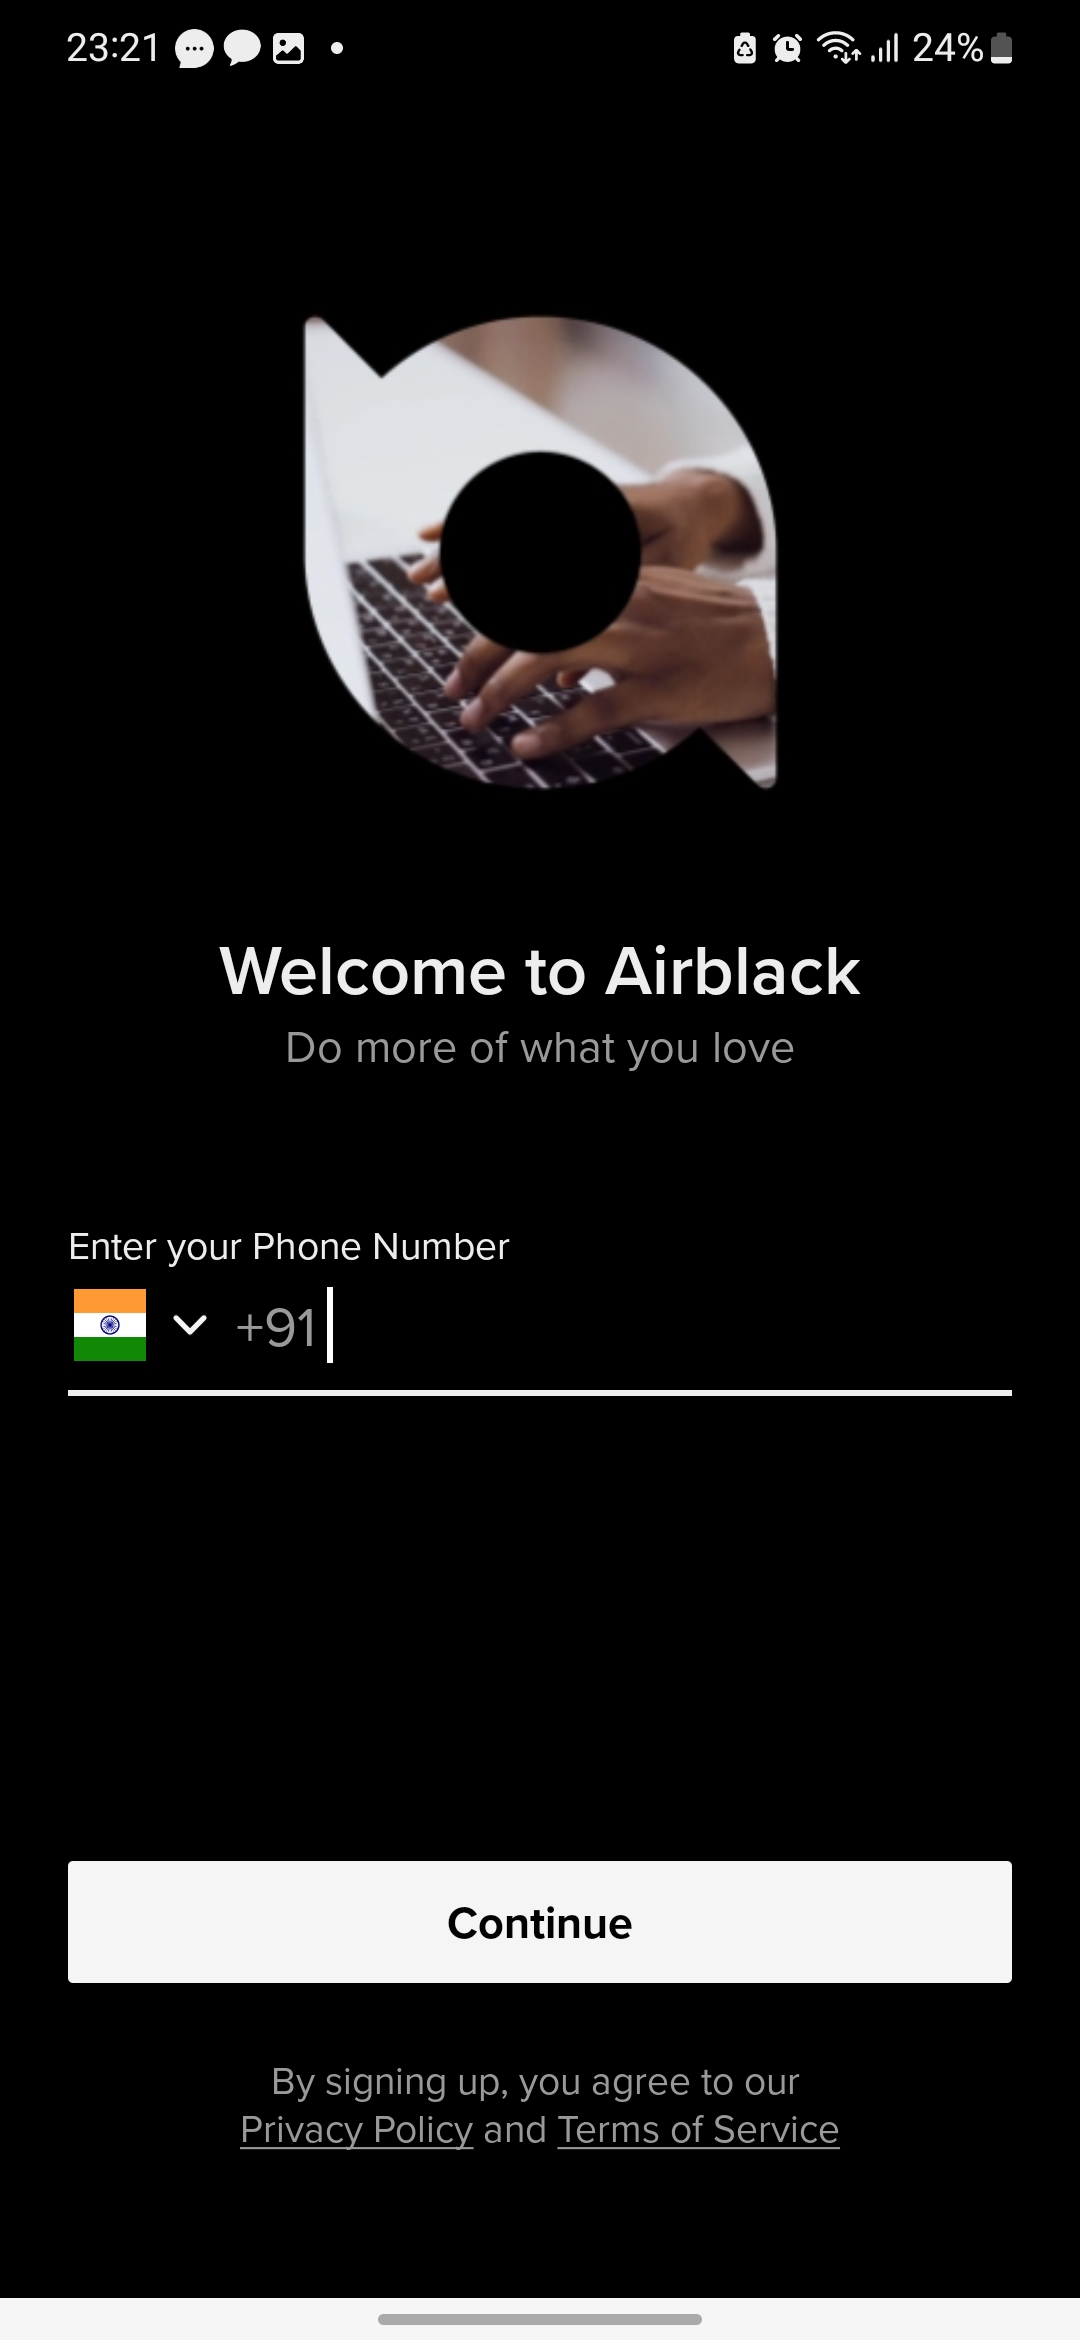 23:21
24%
Welcome to Airblack
Do more of what you love
Enter your Phone Number
+91
Continue
By signing up, you agree to our
Privacy Policy and Terms of Service